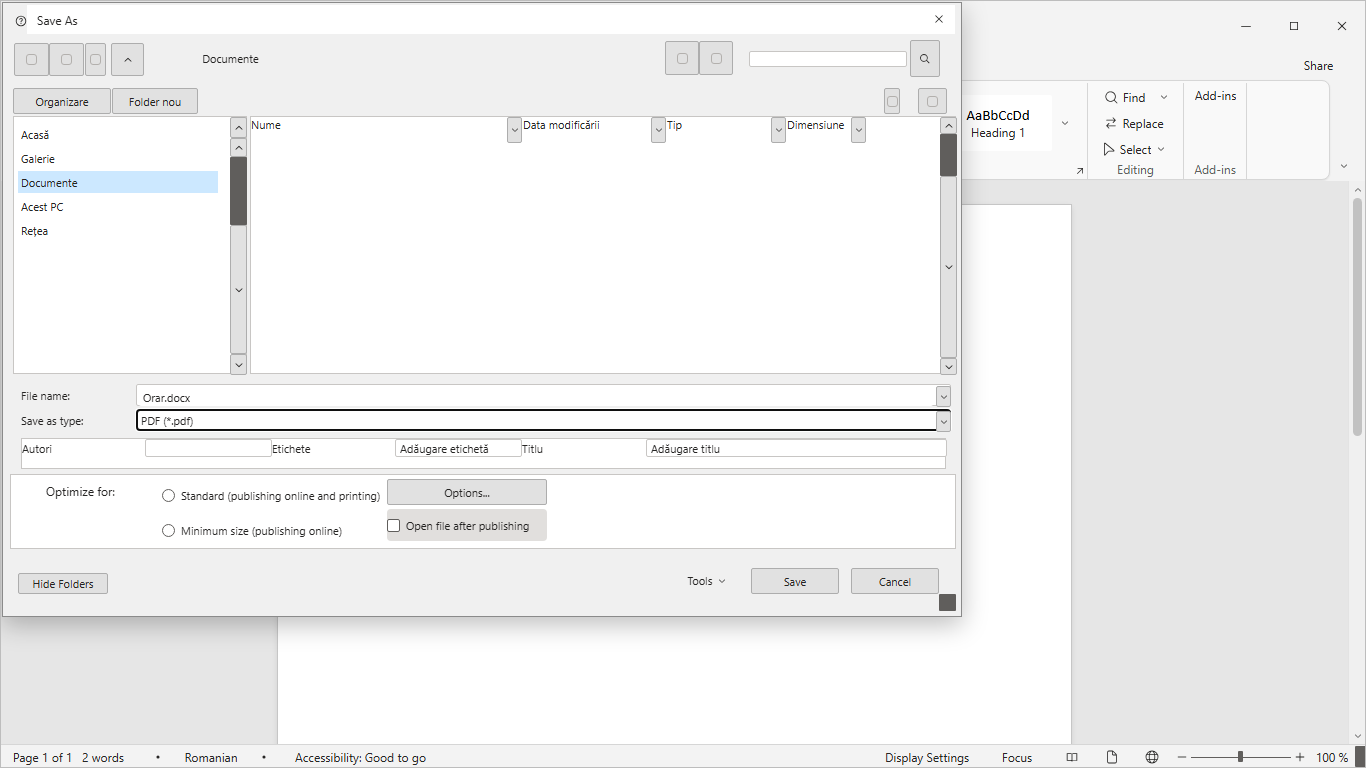 Save As
Documente
Share
Organizare
Folder nou
Nume
Data modificării
Tip
Dimensiune
Acasă
Galerie
Documente
Acest PC
Rețea
AaBbCcDd
Heading 1
Find
Replace
Select
Editing
Add-ins
Add-ins
File name:
Orar.docx
Save as type:
PDF (*.pdf)
Autori
Etichete
Adăugare etichetă
Titlu
Adăugare titlu
Optimize for:
Standard (publishing online and printing)
Options...
Minimum size (publishing online)
Open file after publishing
Hide Folders
Tools
Save
Cancel
Page 1 of 1
2 words
Romanian
Accessibility: Good to go
Display Settings
Focus
100 %